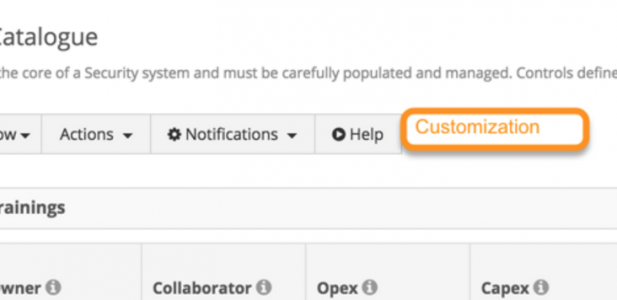 Catalogue
the core of a Security system and must be carefully populated and managed. Controls define
ow Actions Notifications Help Customization
rainings
wner Collaborator Opex Capex